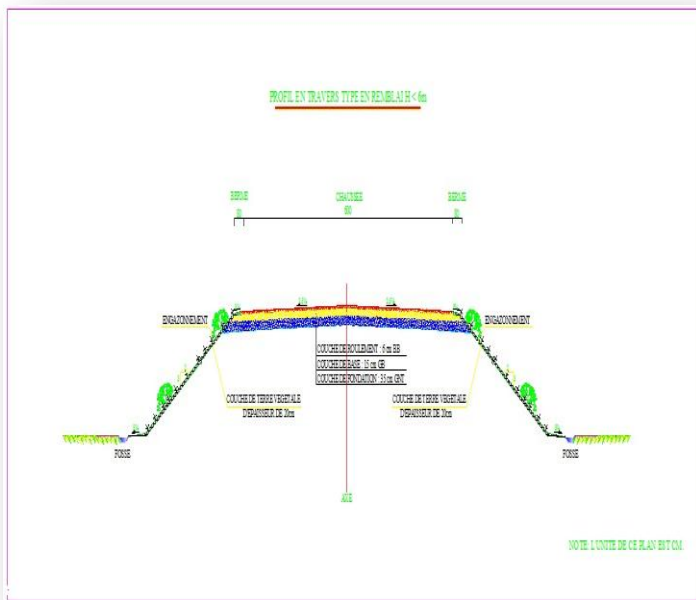 PROFIL EN TRAVERS TYPE EN REMBLAI H < 6m
BERME CHAUSSEE BERME
600
ENGAZONNEMENT ENGAZONNEMENT
COUCHE DE ROULEMENT : 6 cm BB
COUCHE DE BASE : 15 cm GB
COUCHE DE FONDATION : 35 cm GNT
COUCHE DE TERRE VEGETALE COUCHE DE TERRE VEGETALE
D'EPAISSEUR DE 20cm D'EPAISSEUR DE 20cm
FOSSE FOSSE
AXE
NOTE: L'UNITE DE CE PLAN EST CM